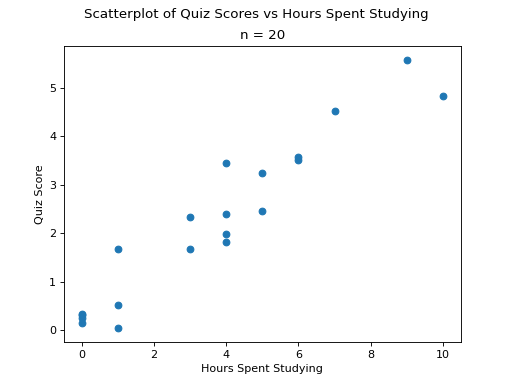 Scatterplot of Quiz Scores vs Hours Spent Studying
n = 20
Quiz Score
5
4
3
2
1
0
0 2 4 6 8 10
Hours Spent Studying